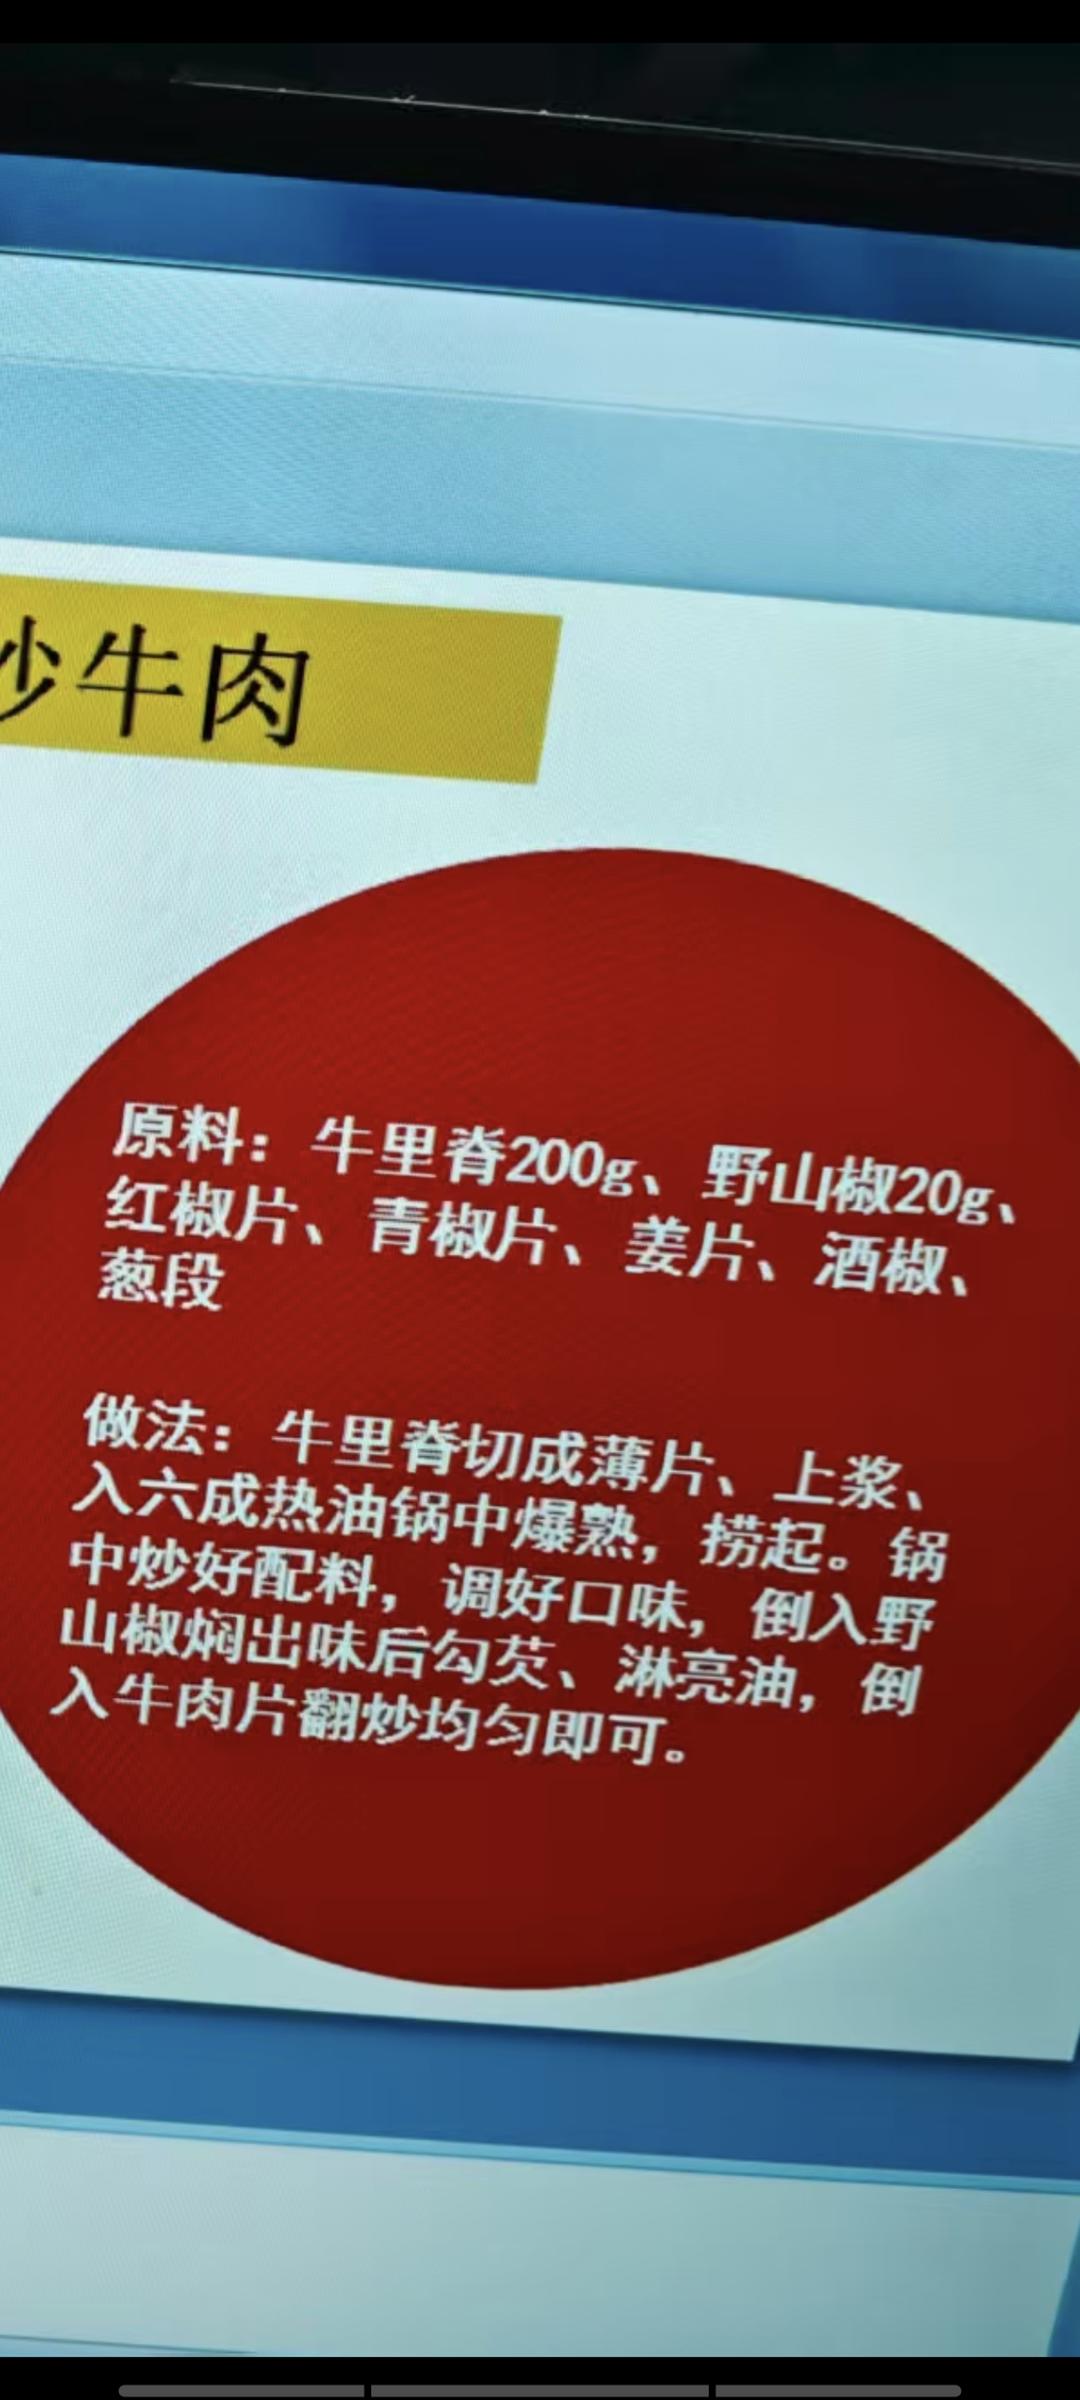 炒牛肉
原料：牛里脊200g、野山椒20g、
红椒片、青椒片、姜片、酒椒、
葱段
做法：牛里脊切成薄片、上浆、
入六成热油锅中爆熟，捞起。锅
中炒好配料，调好口味，倒入野
山椒焖出味后勾芡、淋亮油，倒
入牛肉片翻炒均匀即可。